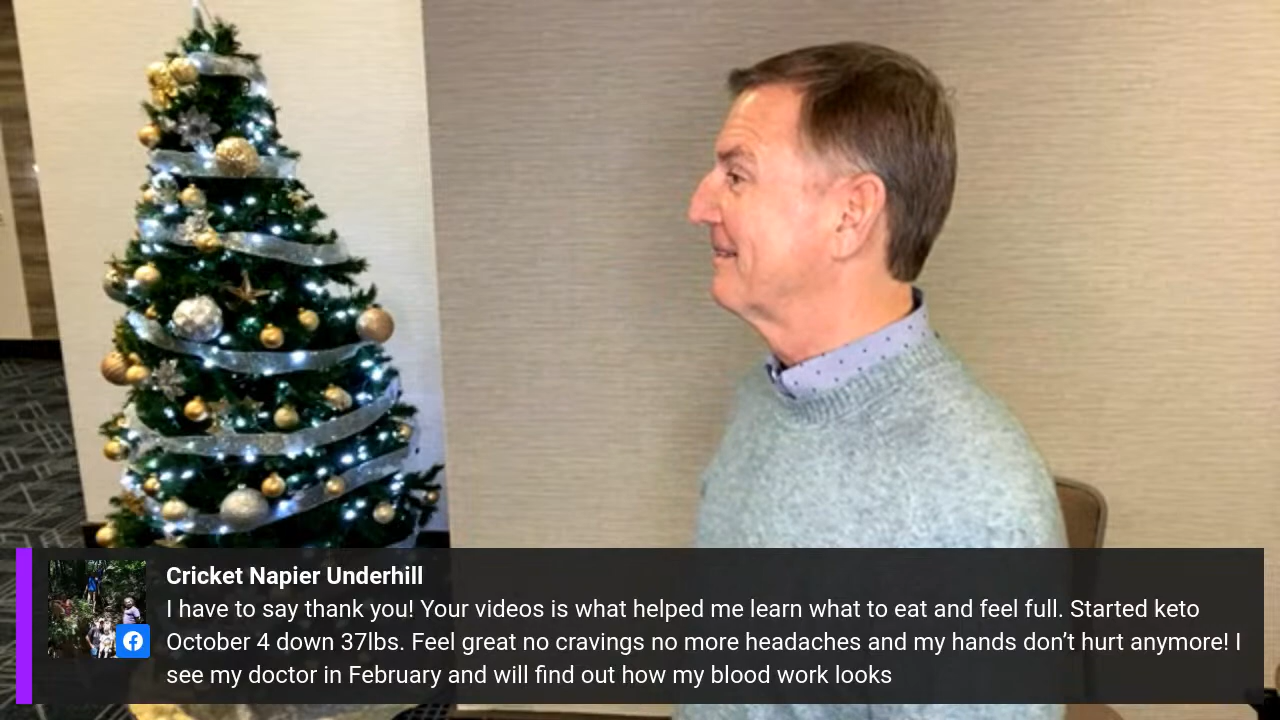 Cricket Napier Underhill
I have to say thank you! Your videos is what helped me learn what to eat and feel full. Started keto
October 4 down 37lbs. Feel great no cravings no more headaches and my hands don’t hurt anymore! I
see my doctor in February and will find out how my blood work looks